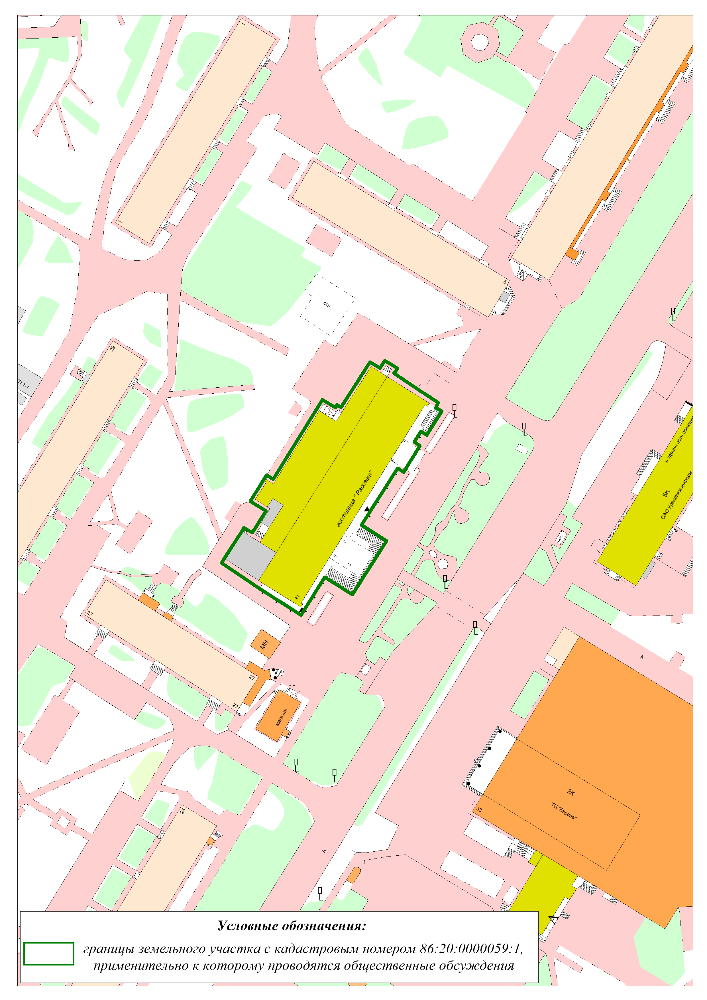 1
1
5
стр.
29
ТП 1-1
в здание есть помеще
5К
ОАО Уралсвязьинформ
гостиница " Рассвет"
ост.
31
27
МН
27
27
магазин
А
2К
ТЦ "Европа"
33
24
А
А
Условные обозначения:
границы земельного участка с кадастровым номером 86:20:0000059:1,
применительно к которому проводятся общественные обсуждения